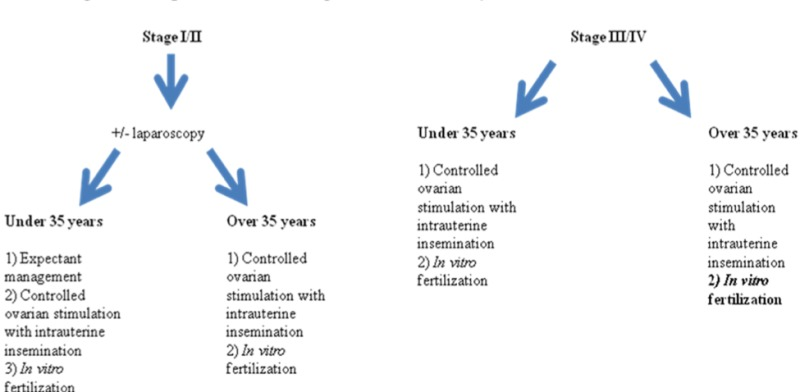 Stage I/II
+/- laparoscopy
Under 35 years
1) Expectant
management
2) Controlled
ovarian stimulation
with intrauterine
insemination
3) In vitro
fertilization
Over 35 years
1) Controlled
ovarian
stimulation with
intrauterine
insemination
2) In vitro
fertilization
Stage III/IV
Under 35 years
1) Controlled
ovarian
stimulation with
intrauterine
insemination
2) In vitro
fertilization
Over 35 years
1) Controlled
ovarian
stimulation
with
intrauterine
insemination
2) In vitro
fertilization